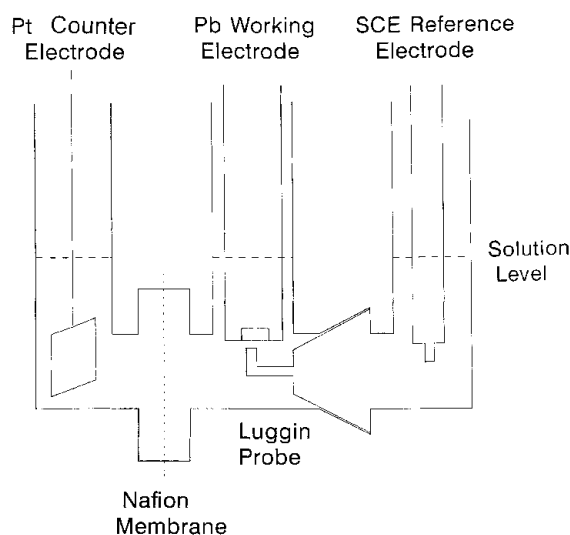 Pt Counter
Electrode
Pb Working
Electrode
SCE Reference
Electrode
Solution
Level
Luggin
Probe
Nafion
Membrane